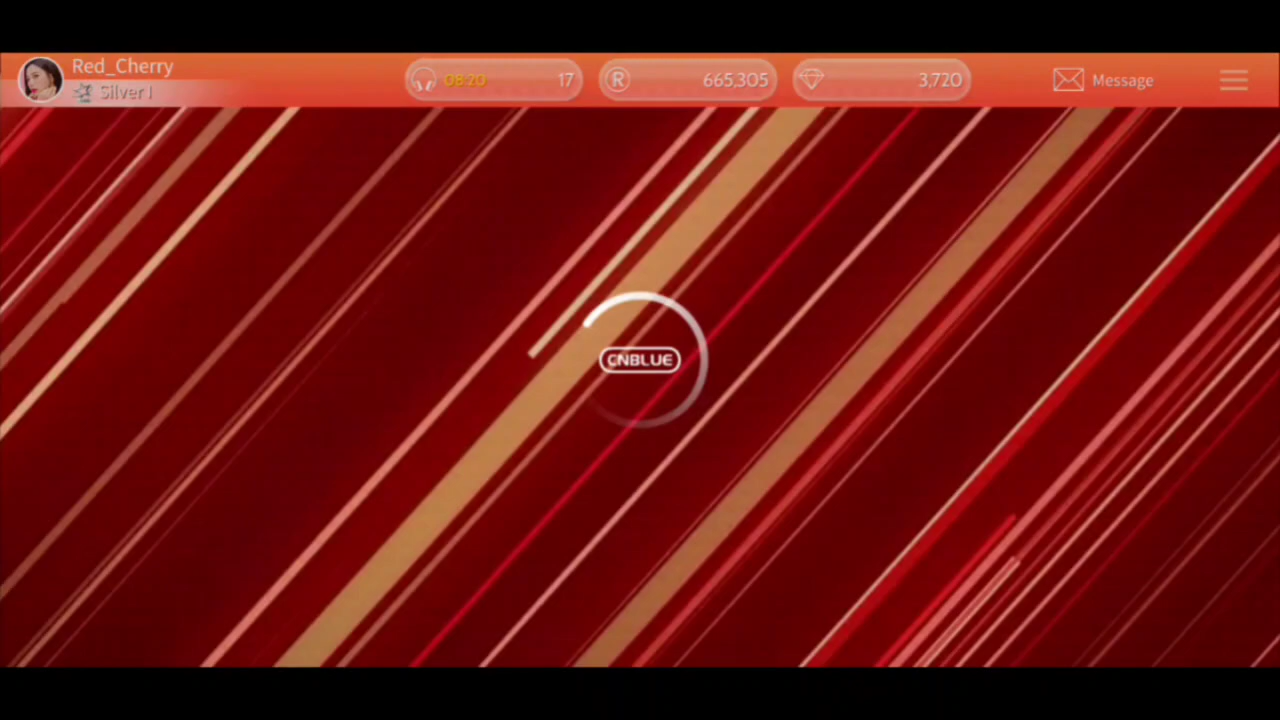 Red_Cherry
Silver I
08:20
17
R
665,305
3,720
Message
CNBLUE